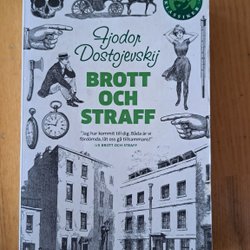 Fjodor
Dostojevskij
BROTT
OCH
STRAFF
"Jag har kommit till dig. Båda är vi
fördömda, låt oss gå tillsammans!"
UR BROTT OCH STRAFF